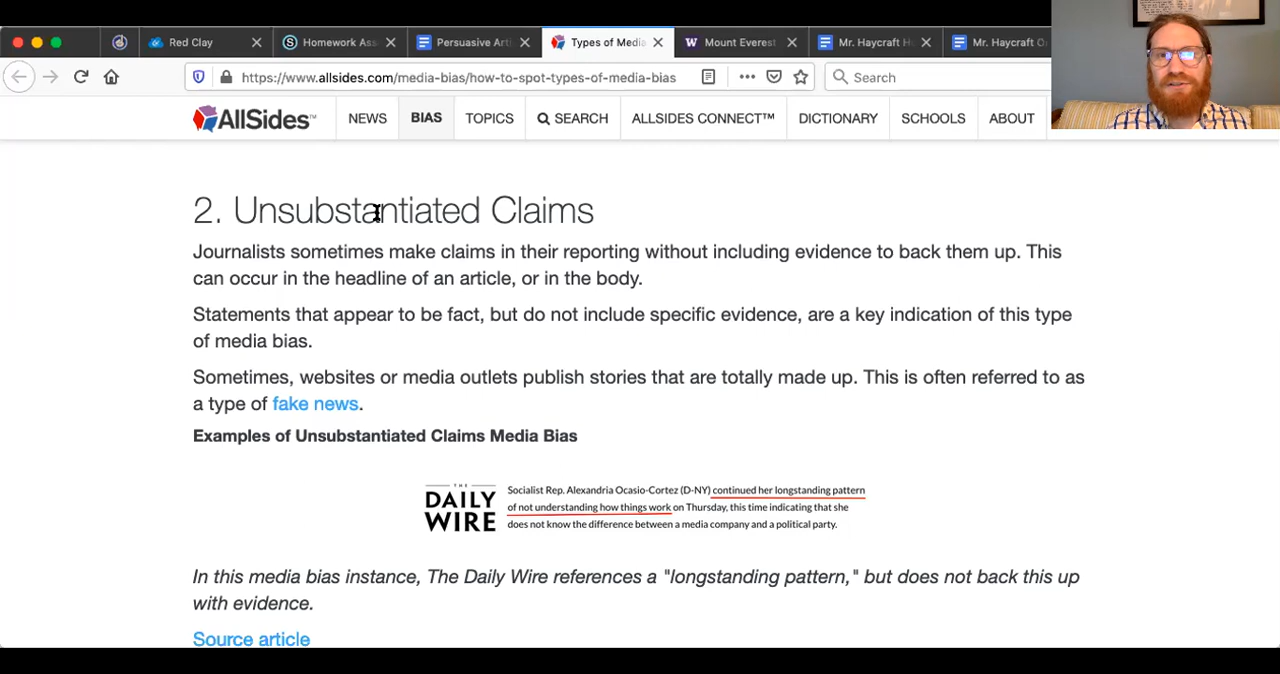 Red Clay
Homework Ass
Persuasive Arti
Types of Media
Mount Everest
Mr. Haycraft H
Mr. Haycraft O
https://www.allsides.com/media-bias/how-to-spot-types-of-media-bias
Search
AllSides™
NEWS
BIAS
TOPICS
SEARCH
ALLSIDES CONNECT™
DICTIONARY
SCHOOLS
ABOUT
2. Unsubstantiated Claims
Journalists sometimes make claims in their reporting without including evidence to back them up. This
can occur in the headline of an article, or in the body.
Statements that appear to be fact, but do not include specific evidence, are a key indication of this type
of media bias.
Sometimes, websites or media outlets publish stories that are totally made up. This is often referred to as
a type of fake news.
Examples of Unsubstantiated Claims Media Bias
THE
DAILY
WIRE
Socialist Rep. Alexandria Ocasio-Cortez (D-NY) continued her longstanding pattern
of not understanding how things work on Thursday, this time indicating that she
does not know the difference between a media company and a political party.
In this media bias instance, The Daily Wire references a "longstanding pattern," but does not back this up
with evidence.
Source article